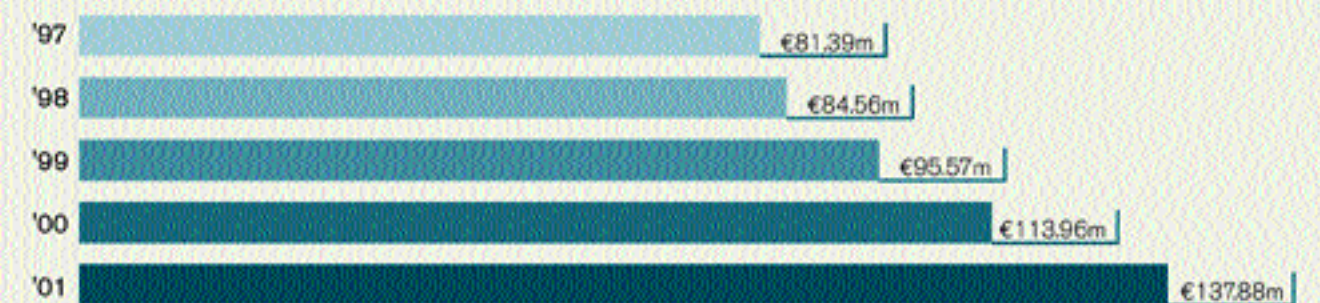 '97 €81.39m
'98 €84.56m
'99 €95.57m
'00 €113.96m
'01 €137.88m